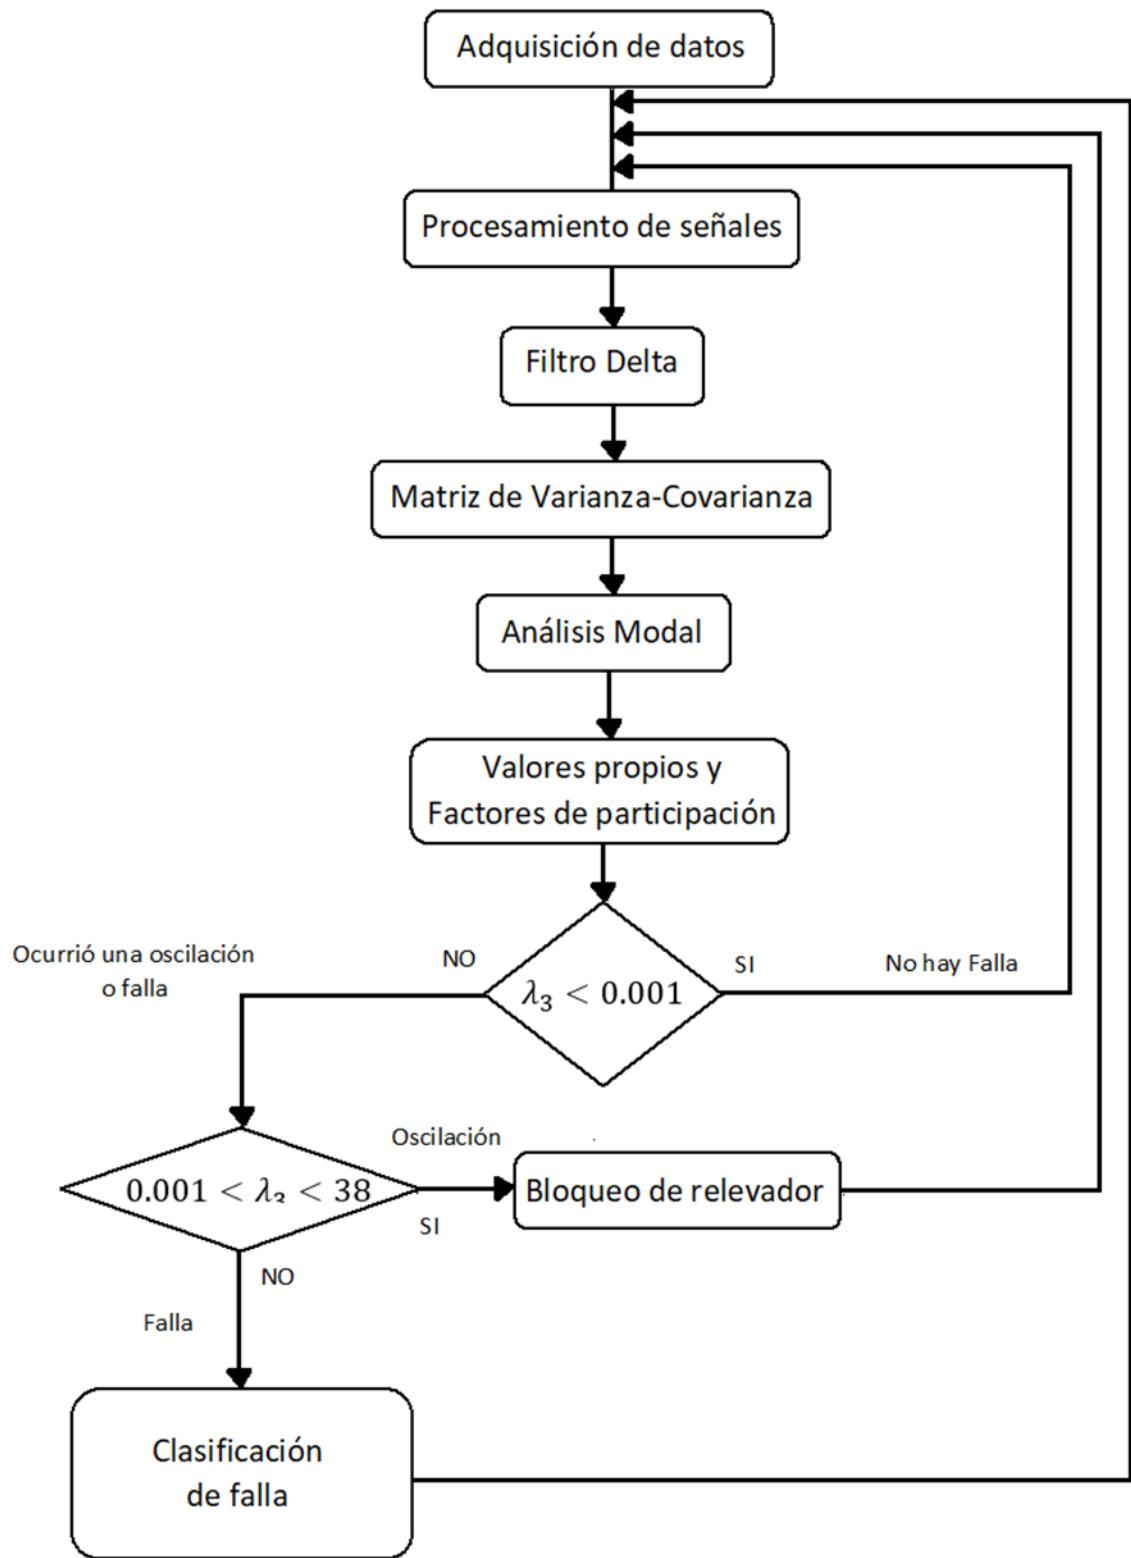 Adquisición de datos
Procesamiento de señales
Filtro Delta
Matriz de Varianza-Covarianza
Análisis Modal
Valores propios y
Factores de participación
Ocurrió una oscilación
o falla
NO
λ₃ < 0.001
SI
No hay Falla
0.001 < λ₃ < 38
Oscilación
SI
Bloqueo de relevador
NO
Falla
Clasificación
de falla